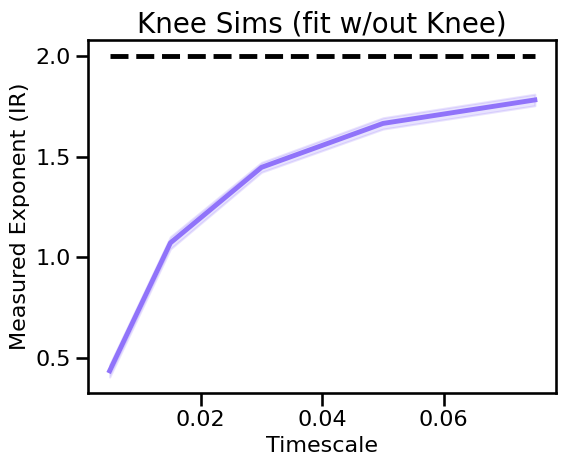 Knee Sims (fit w/out Knee)
Measured Exponent (IR)
2.0
1.5
1.0
0.5
0.02 0.04 0.06
Timescale